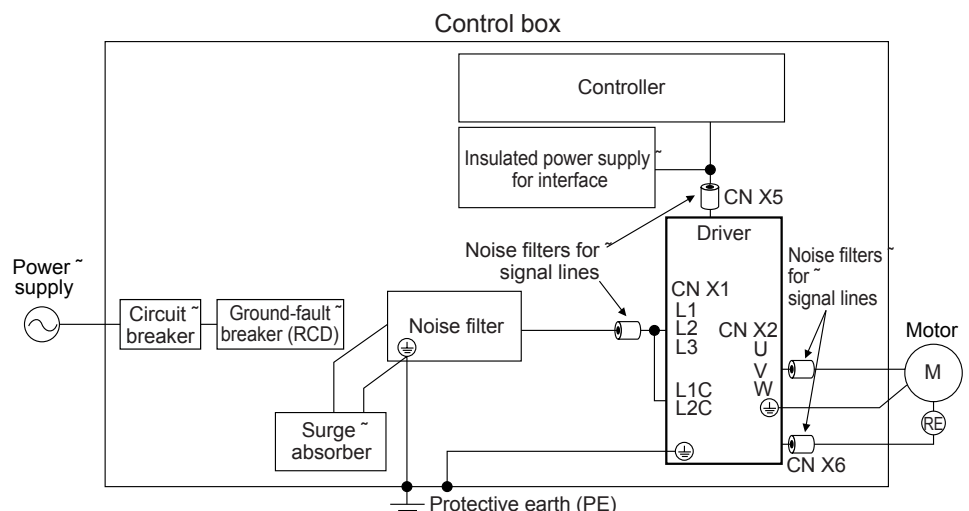 Control box
Controller
Insulated power supply ~
for interface
CN X5
Driver
Noise filters for ~
signal lines
Noise filters ~
for ~
signal lines
Power ~
supply
Circuit ~
breaker
Ground-fault ~
breaker (RCD)
Noise filter
CN X1
L1
L2
L3
CN X2
U
V
W
L1C
L2C
Motor
M
RE
Surge ~
absorber
CN X6
Protective earth (PE)